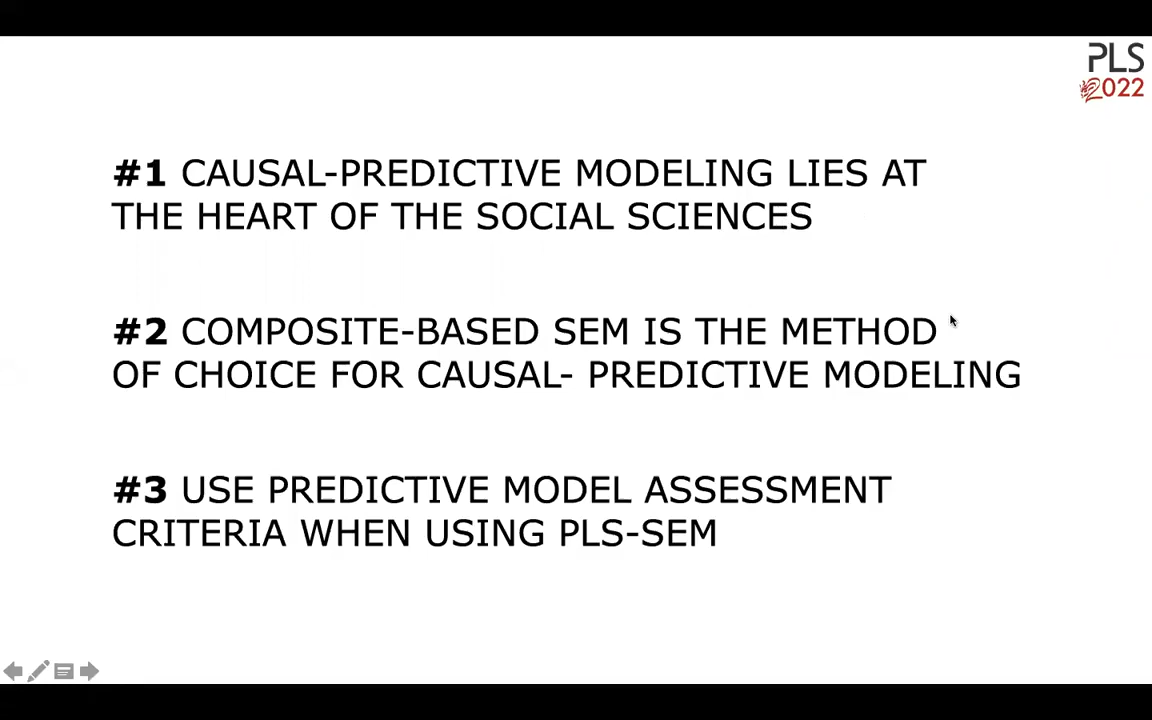 PLS
2022
#1 CAUSAL-PREDICTIVE MODELING LIES AT
THE HEART OF THE SOCIAL SCIENCES
#2 COMPOSITE-BASED SEM IS THE METHOD
OF CHOICE FOR CAUSAL- PREDICTIVE MODELING
#3 USE PREDICTIVE MODEL ASSESSMENT
CRITERIA WHEN USING PLS-SEM